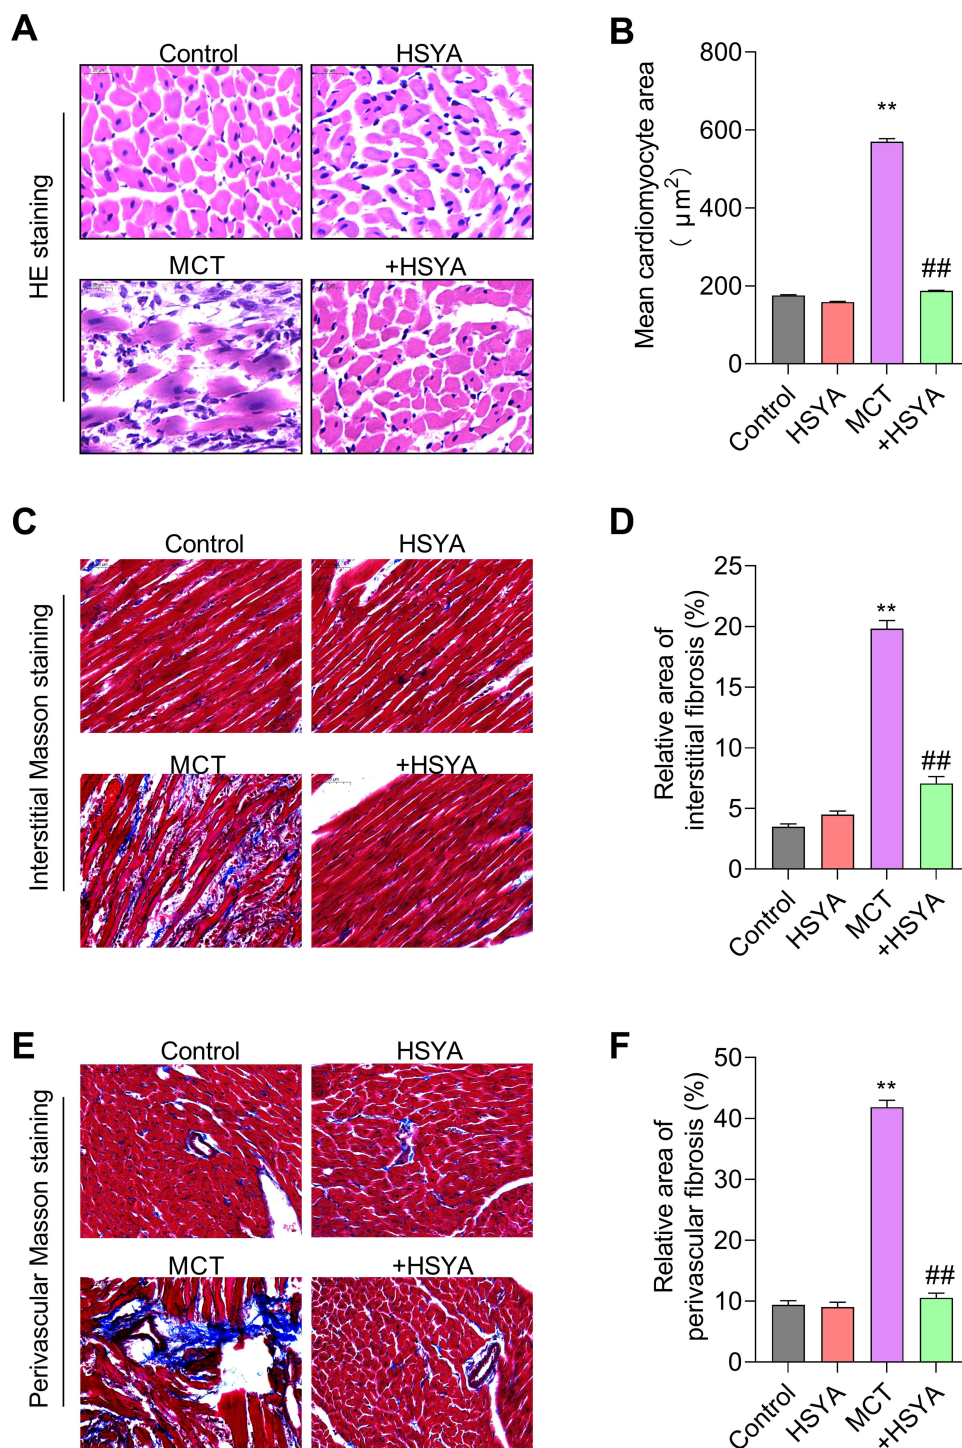 A
Control
HSYA
HE staining
MCT
+HSYA
B
Mean cardiomyocyte area
( μm²)
800
600
400
200
0
**
##
Control
HSYA
MCT
+HSYA
C
Control
HSYA
Interstitial Masson staining
MCT
+HSYA
D
Relative area of
interstitial fibrosis (%)
25
20
15
10
5
0
**
##
Control
HSYA
MCT
+HSYA
E
Control
HSYA
Perivascular Masson staining
MCT
+HSYA
F
Relative area of
perivascular fibrosis (%)
50
40
30
20
10
0
**
##
Control
HSYA
MCT
+HSYA